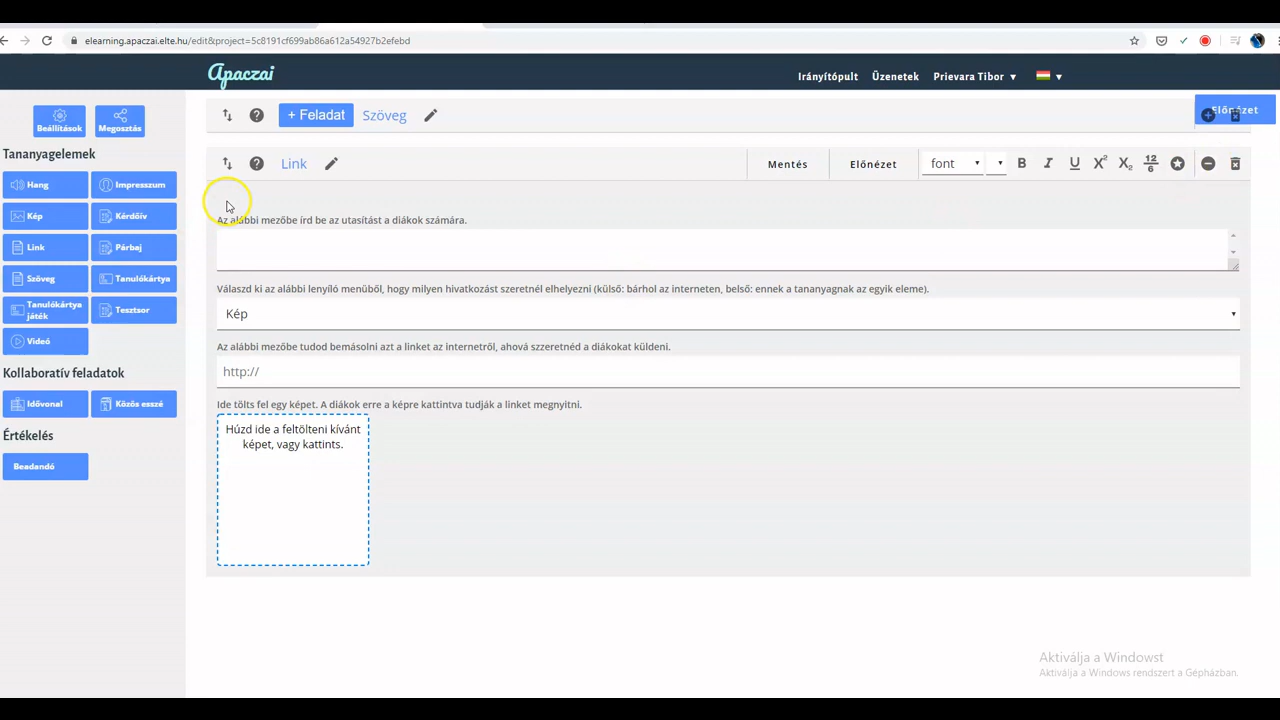 elearning.apaczai.elte.hu/edit&project=5c8191cf699ab86a612a54927b2efebd
Apaczai
Irányítópult Üzenetek Prievara Tibor
Beállítások Megosztás
Tananyagelemek
Hang Impresszum
Kép Kérdőív
Link Párbaj
Szöveg Tanulókártya
Tanulókártya játék Tesztsor
Videó
Kollaboratív feladatok
Idővonal Közös esszé
Értékelés
Beadandó
+ Feladat Szöveg
Előnézet
Link Mentés Előnézet font B I U X² X₂ 12/6
Az alábbi mezőbe írd be az utasítást a diákok számára.
Válaszd ki az alábbi lenyíló menüből, hogy milyen hivatkozást szeretnél elhelyezni (külső: bárhol az interneten, belső: ennek a tananyagnak az egyik eleme).
Kép
Az alábbi mezőbe tudod bemásolni azt a linket az internetről, ahová szzeretnéd a diákokat küldeni.
http://
Ide tölts fel egy képet. A diákok erre a képre kattintva tudják a linket megnyitni.
Húzd ide a feltölteni kívánt
képet, vagy kattints.
Aktiválja a Windowst
Aktiválja a Windows rendszert a Gépházban.